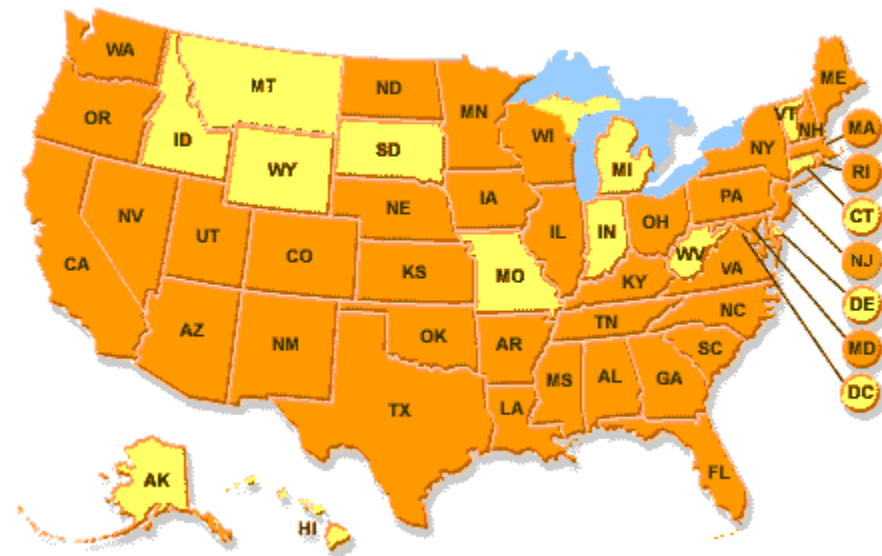 WA
MT
ND
MN
ME
OR
ID
WY
SD
WI
MI
VT
NH
NY
MA
RI
CT
NJ
DE
MD
DC
NV
UT
CO
NE
IA
IL
IN
OH
PA
CA
KS
MO
KY
WV
VA
AZ
NM
OK
AR
TN
NC
SC
TX
LA
MS
AL
GA
FL
AK
HI